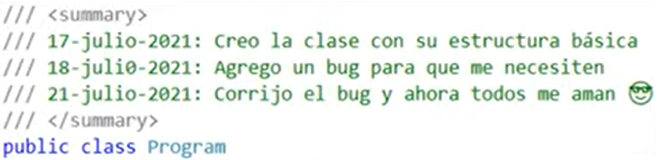 /// <summary>
/// 17-julio-2021: Creo la clase con su estructura básica
/// 18-juli0-2021: Agrego un bug para que me necesiten
/// 21-julio-2021: Corrijo el bug y ahora todos me aman 😎
/// </summary>
public class Program